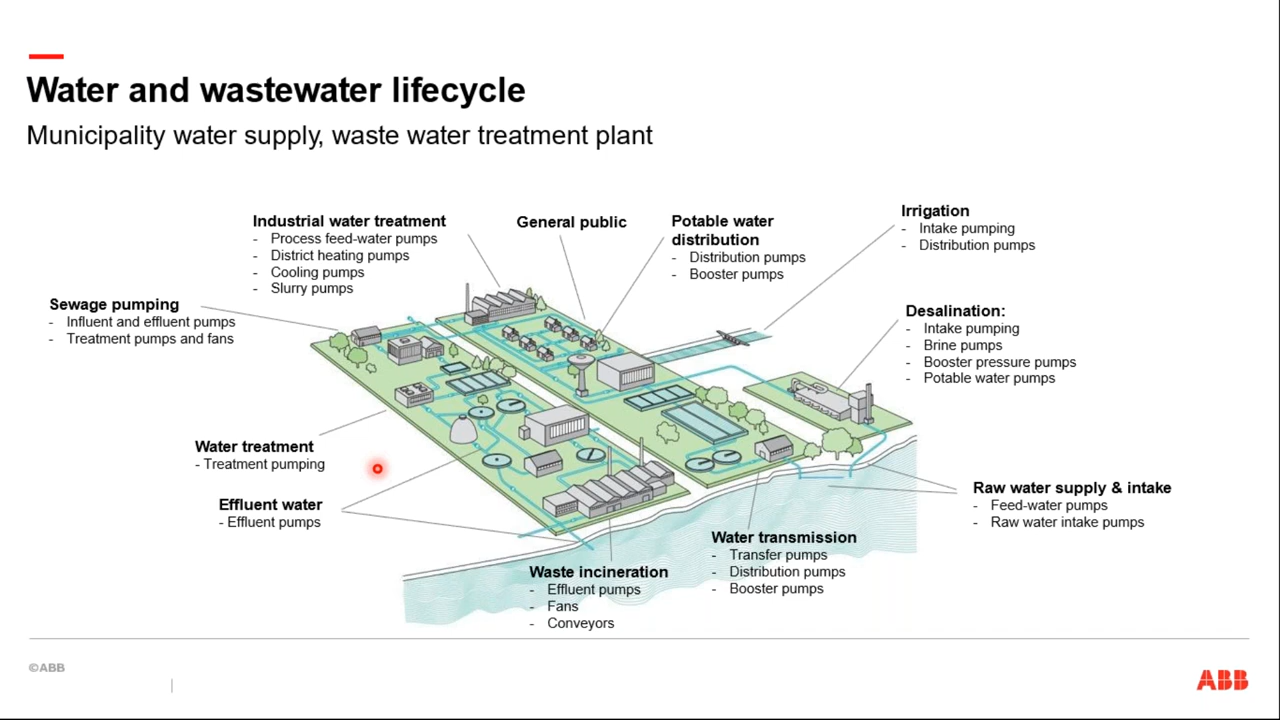 Water and wastewater lifecycle
Municipality water supply, waste water treatment plant
Industrial water treatment
- Process feed-water pumps
- District heating pumps
- Cooling pumps
- Slurry pumps
General public
Potable water
distribution
- Distribution pumps
- Booster pumps
Irrigation
- Intake pumping
- Distribution pumps
Sewage pumping
- Influent and effluent pumps
- Treatment pumps and fans
Desalination:
- Intake pumping
- Brine pumps
- Booster pressure pumps
- Potable water pumps
Water treatment
- Treatment pumping
Effluent water
- Effluent pumps
Raw water supply & intake
- Feed-water pumps
- Raw water intake pumps
Water transmission
- Transfer pumps
- Distribution pumps
- Booster pumps
Waste incineration
- Effluent pumps
- Fans
- Conveyors
©ABB
ABB